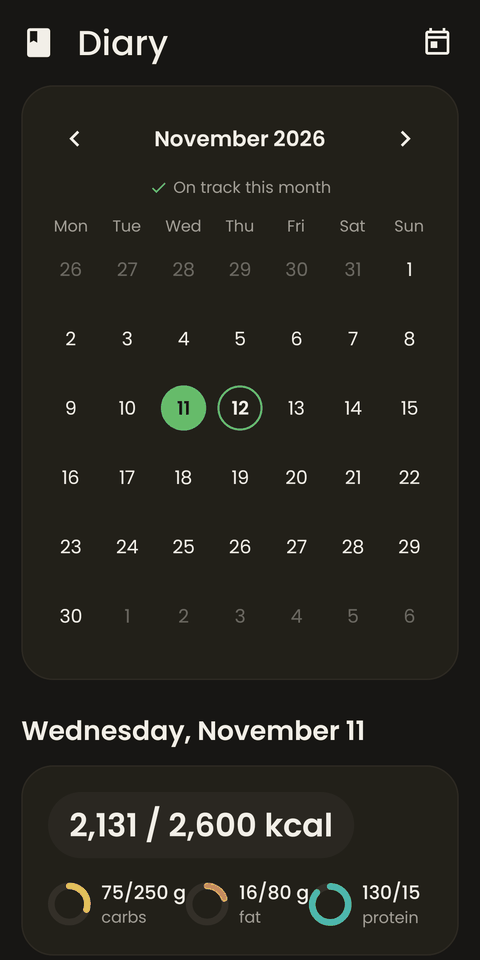 Diary
November 2026
On track this month
Mon Tue Wed Thu Fri Sat Sun
26 27 28 29 30 31 1
2 3 4 5 6 7 8
9 10 11 12 13 14 15
16 17 18 19 20 21 22
23 24 25 26 27 28 29
30 1 2 3 4 5 6
Wednesday, November 11
2,131 / 2,600 kcal
75/250 g 16/80 g 130/15
carbs fat protein